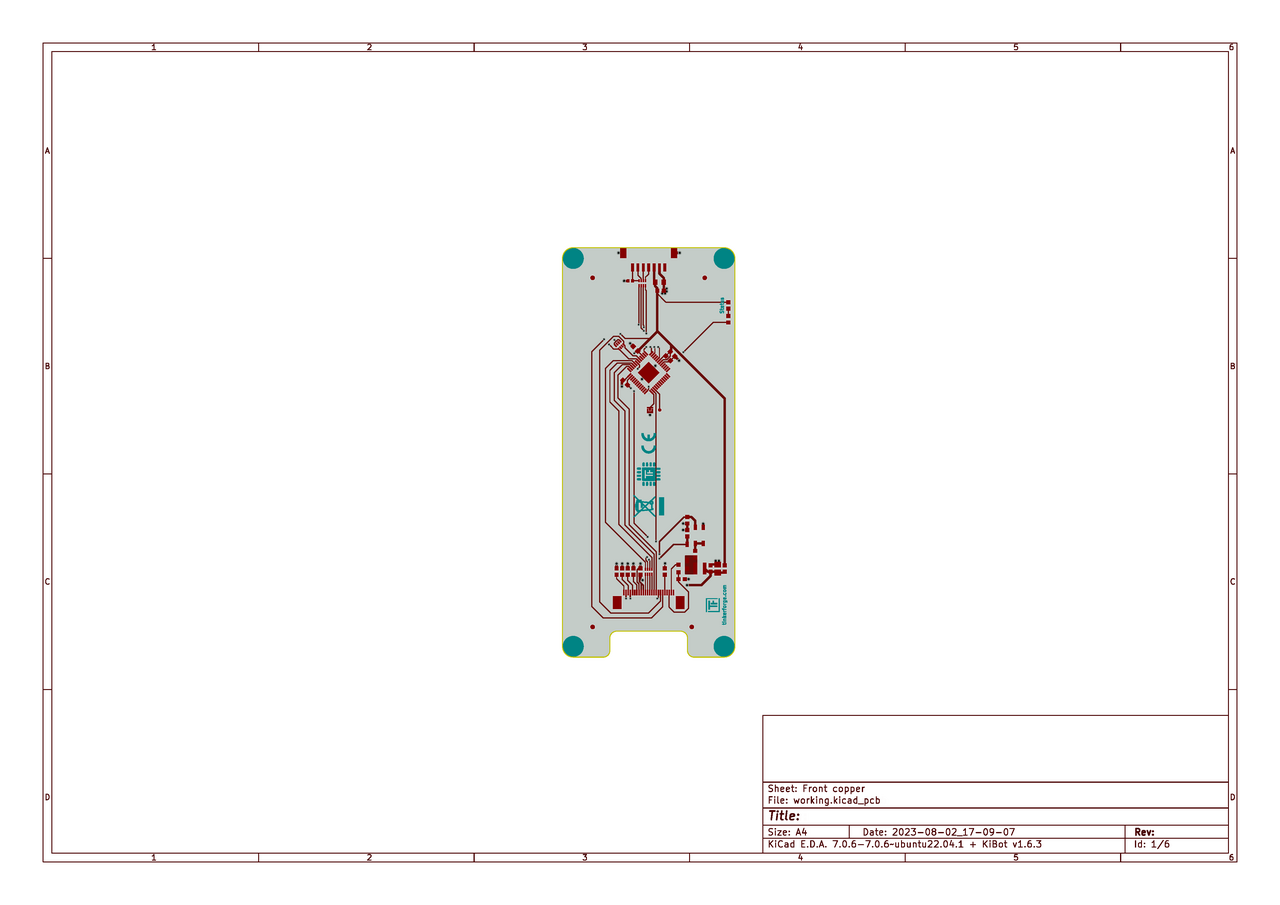 1 2 3 4 5 6
A A
Status
B B
CE
TF
C C
TF
tinkerforge.com
Sheet: Front copper
File: working.kicad_pcb
D D
Title:
Size: A4 Date: 2023-08-02_17-09-07 Rev:
KiCad E.D.A. 7.0.6-7.0.6~ubuntu22.04.1 + KiBot v1.6.3 Id: 1/6
1 2 3 4 5 6